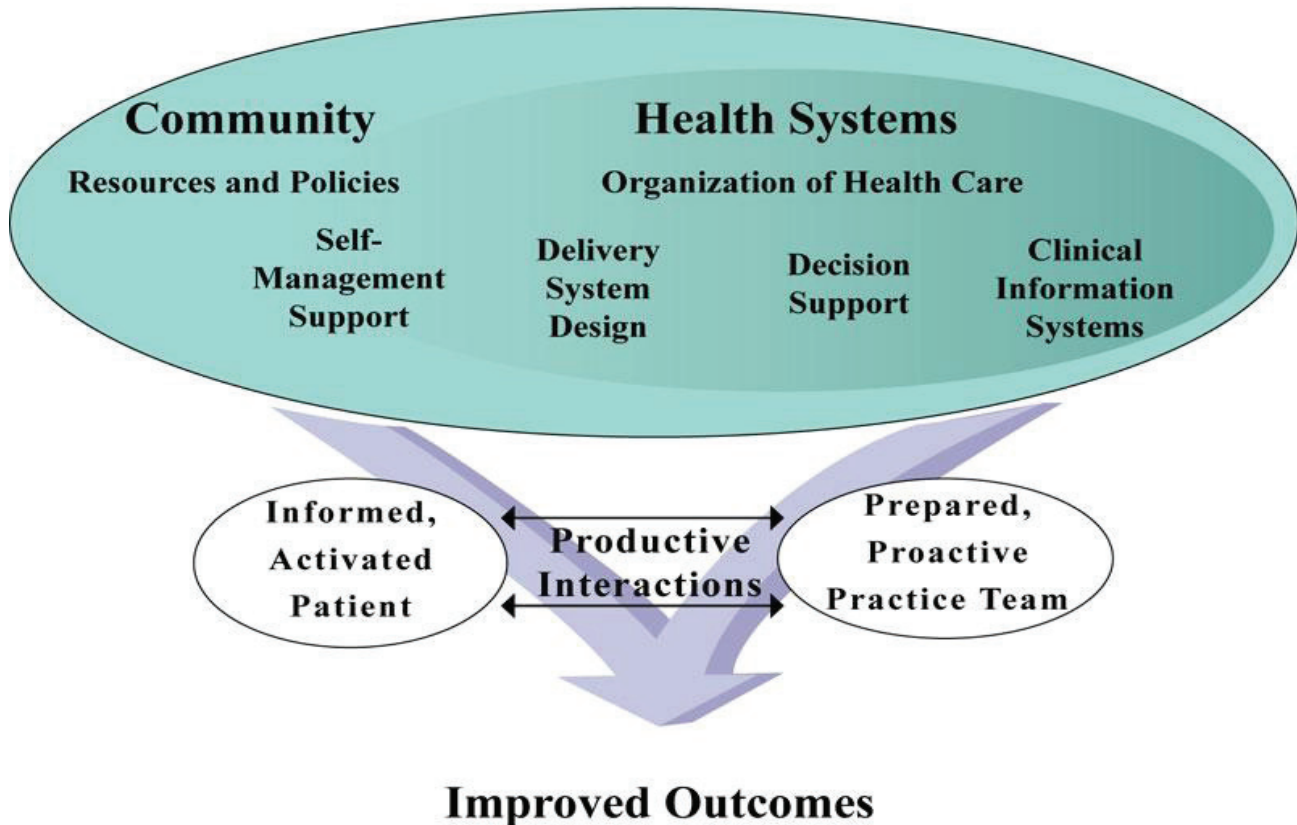 Community
Health Systems
Resources and Policies
Organization of Health Care
Self-
Management
Support
Delivery
System
Design
Decision
Support
Clinical
Information
Systems
Informed,
Activated
Patient
Productive
Interactions
Prepared,
Proactive
Practice Team
Improved Outcomes